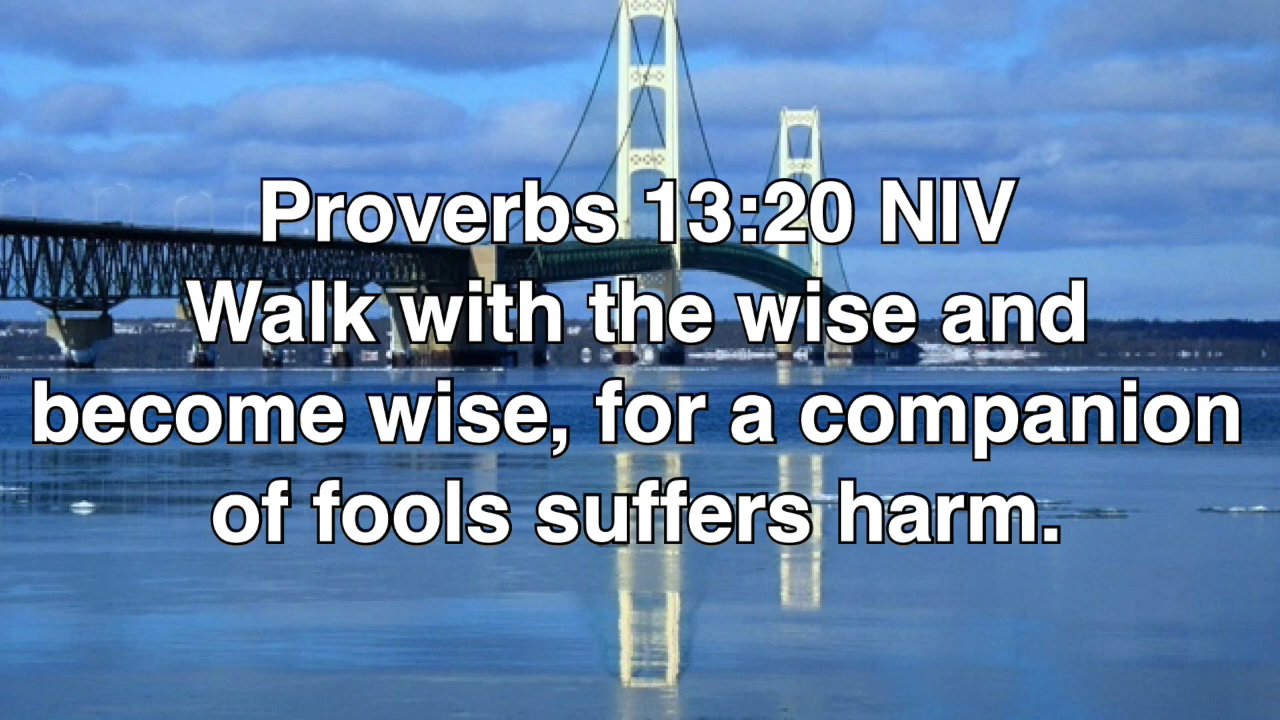 Proverbs 13:20 NIV
Walk with the wise and
become wise, for a companion
of fools suffers harm.